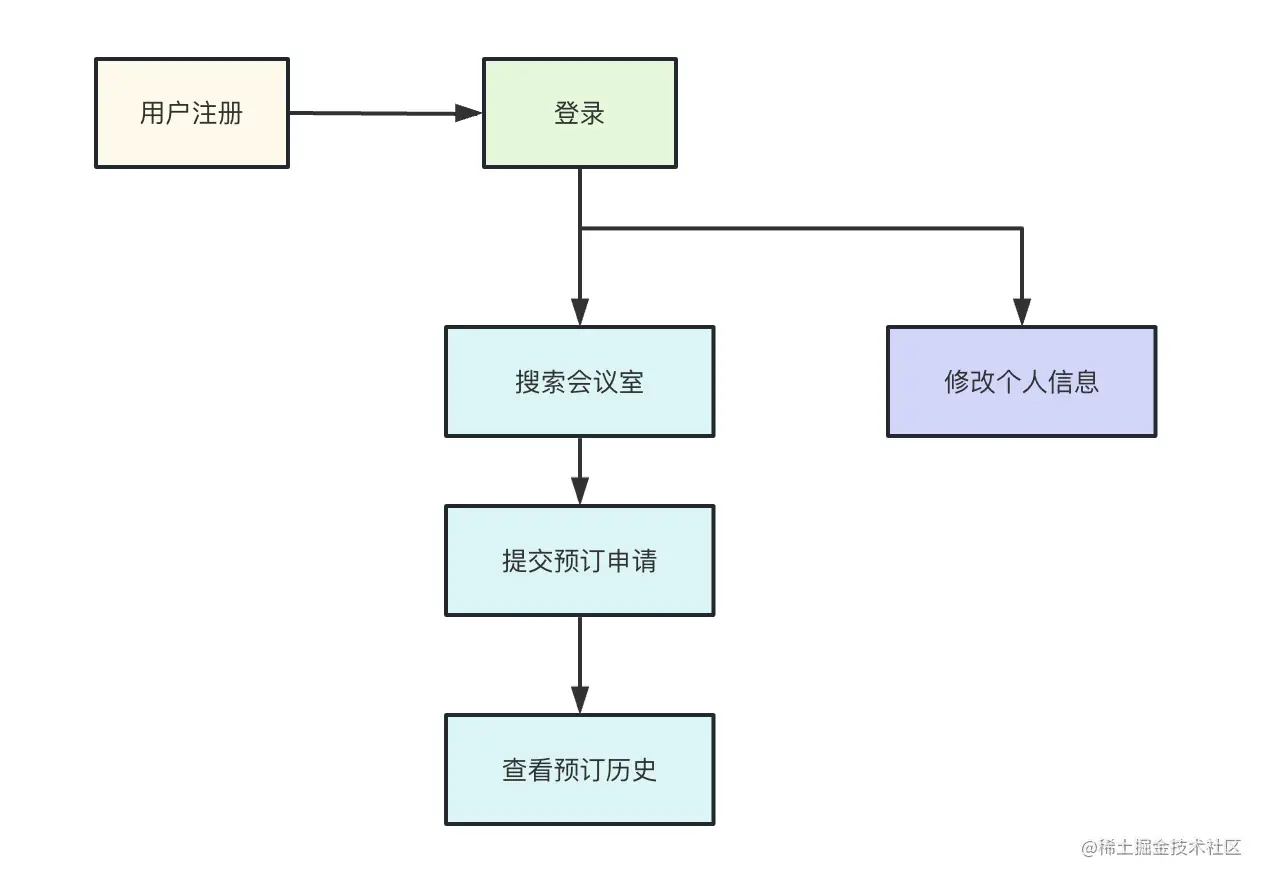 用户注册
登录
搜索会议室
修改个人信息
提交预订申请
查看预订历史
@稀土掘金技术社区